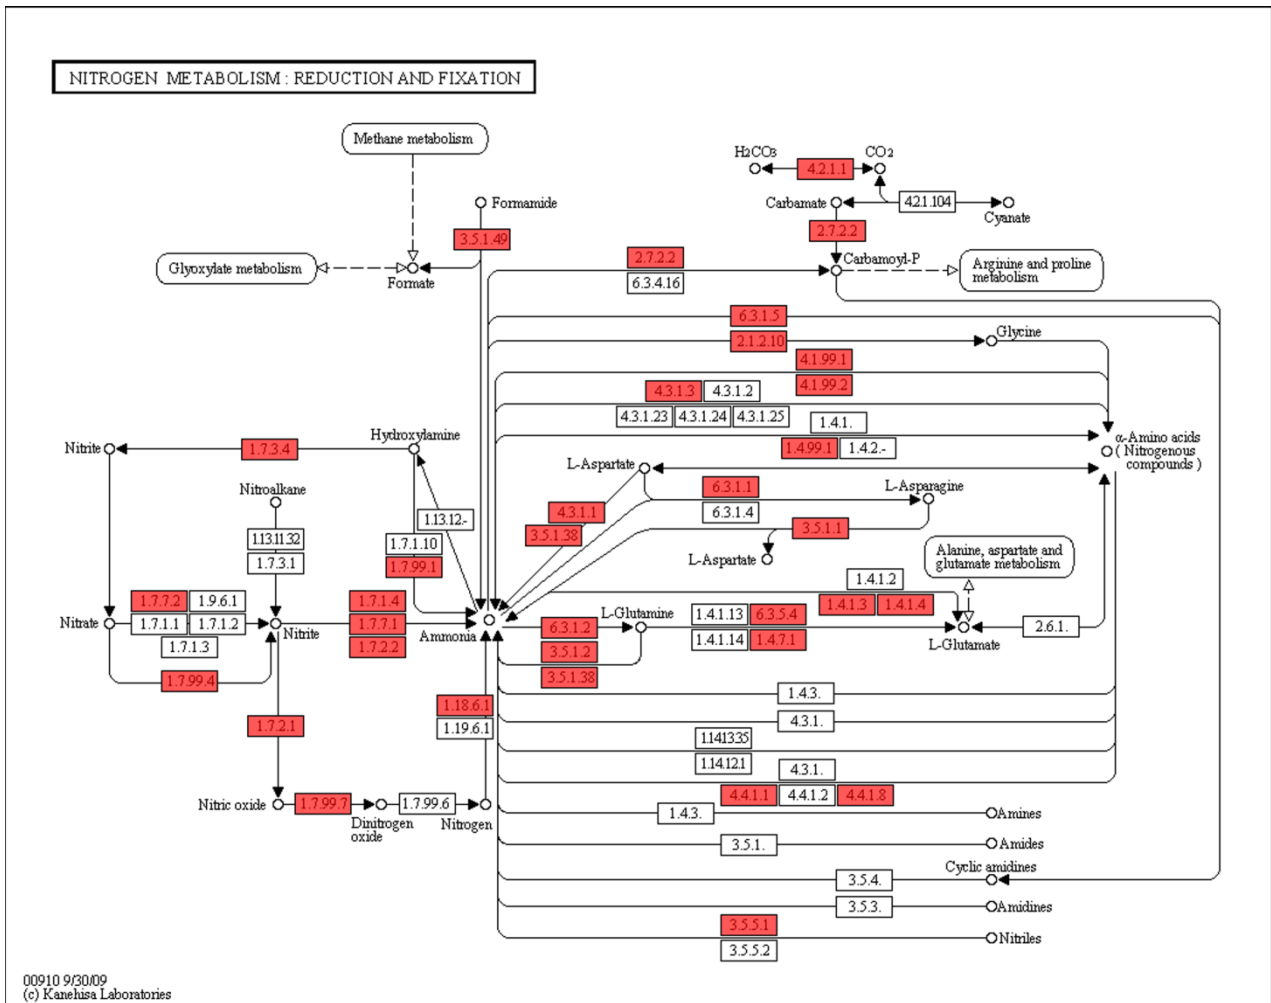 NITROGEN METABOLISM : REDUCTION AND FIXATION
Methane metabolism
H2CO3
CO2
4.2.1.1
Formamide
Carbamate
4.2.1.104
Cyanate
3.5.1.49
2.7.2.2
Glyoxylate metabolism
Formate
2.7.2.2
6.3.4.16
Carbamoyl-P
Arginine and proline
metabolism
6.3.1.5
2.1.2.10
Glycine
4.1.99.1
4.1.99.2
4.3.1.3
4.3.1.2
4.3.1.23
4.3.1.24
4.3.1.25
1.4.1.
1.4.99.1
1.4.2.-
α-Amino acids
( Nitrogenous
compounds )
Nitrite
1.7.3.4
Hydroxylamine
L-Aspartate
Nitroalkane
6.3.1.1
6.3.1.4
L-Asparagine
4.3.1.1
3.5.1.38
3.5.1.1
1.13.12.-
1.13.11.32
1.7.3.1
1.7.1.10
1.7.99.1
L-Aspartate
Alanine, aspartate and
glutamate metabolism
1.4.1.2
1.4.1.3
1.4.1.4
Nitrate
1.7.7.2
1.9.6.1
1.7.1.1
1.7.1.2
1.7.1.3
1.7.99.4
Nitrite
1.7.1.4
1.7.7.1
1.7.2.2
Ammonia
6.3.1.2
3.5.1.2
3.5.1.38
L-Glutamine
1.4.1.13
6.3.5.4
1.4.1.14
1.4.7.1
L-Glutamate
2.6.1.
1.7.2.1
1.18.6.1
1.19.6.1
1.4.3.
4.3.1.
1.14.13.35
1.14.12.1
4.3.1.
4.4.1.1
4.4.1.2
4.4.1.8
Nitric oxide
1.7.99.7
Dinitrogen
oxide
1.7.99.6
Nitrogen
1.4.3.
Amines
3.5.1.
Amides
Cyclic amidines
3.5.4.
3.5.3.
Amidines
3.5.5.1
3.5.5.2
Nitriles
00910 9/30/09
(c) Kanehisa Laboratories